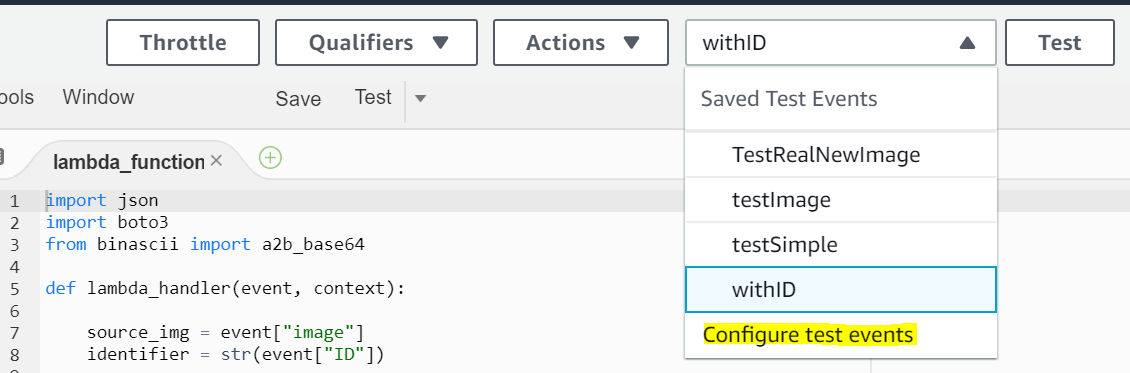 Throttle Qualifiers Actions withID Test
ools Window Save Test
Saved Test Events
TestRealNewImage
testImage
testSimple
withID
Configure test events
lambda_function
1 import json
2 import boto3
3 from binascii import a2b_base64
4
5 def lambda_handler(event, context):
6
7 source_img = event["image"]
8 identifier = str(event["ID"])